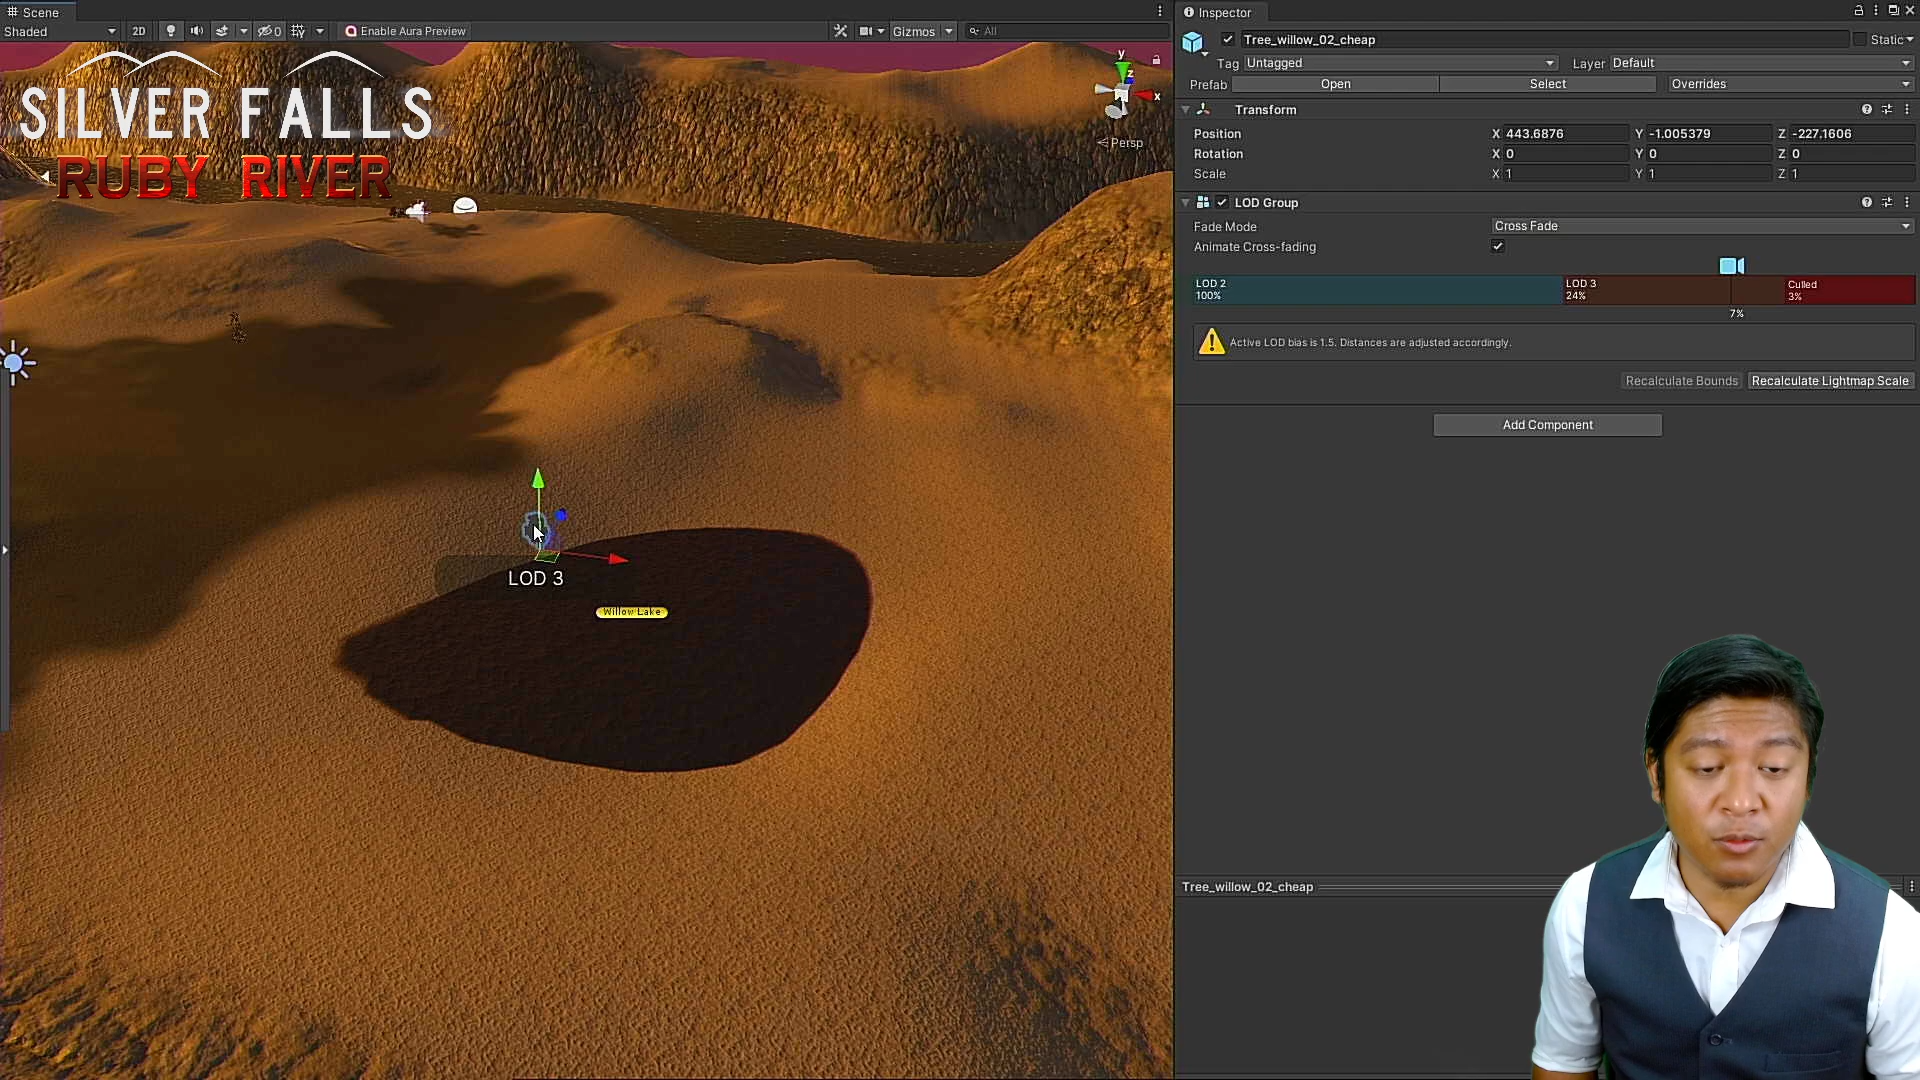 Scene
Inspector
Shaded
2D
0
Enable Aura Preview
Gizmos
All
Tree_willow_02_cheap
Static
Tag Untagged
Layer Default
Prefab Open Select Overrides
Transform
Position X 443.6876 Y -1.005379 Z -227.1606
Rotation X 0 Y 0 Z 0
Scale X 1 Y 1 Z 1
LOD Group
Fade Mode Cross Fade
Animate Cross-fading
LOD 2
100%
LOD 3
24%
Culled
3%
7%
Active LOD bias is 1.5. Distances are adjusted accordingly.
Recalculate Bounds Recalculate Lightmap Scale
Add Component
Tree_willow_02_cheap
SILVER FALLS
RUBY RIVER
y
z
x
Persp
LOD 3
Willow Lake